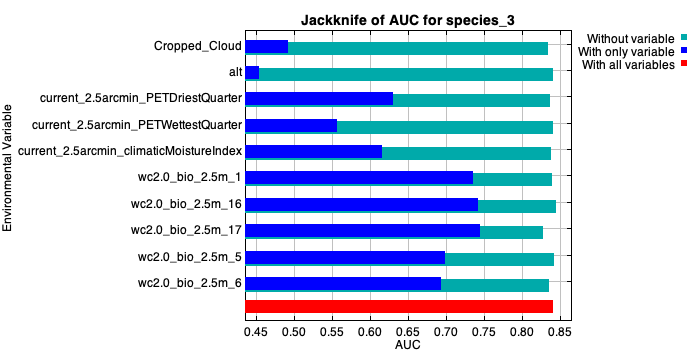 Jackknife of AUC for species_3
Without variable
With only variable
With all variables
Environmental Variable
Cropped_Cloud
alt
current_2.5arcmin_PETDriestQuarter
current_2.5arcmin_PETWettestQuarter
current_2.5arcmin_climaticMoistureIndex
wc2.0_bio_2.5m_1
wc2.0_bio_2.5m_16
wc2.0_bio_2.5m_17
wc2.0_bio_2.5m_5
wc2.0_bio_2.5m_6
0.45 0.50 0.55 0.60 0.65 0.70 0.75 0.80 0.85
AUC